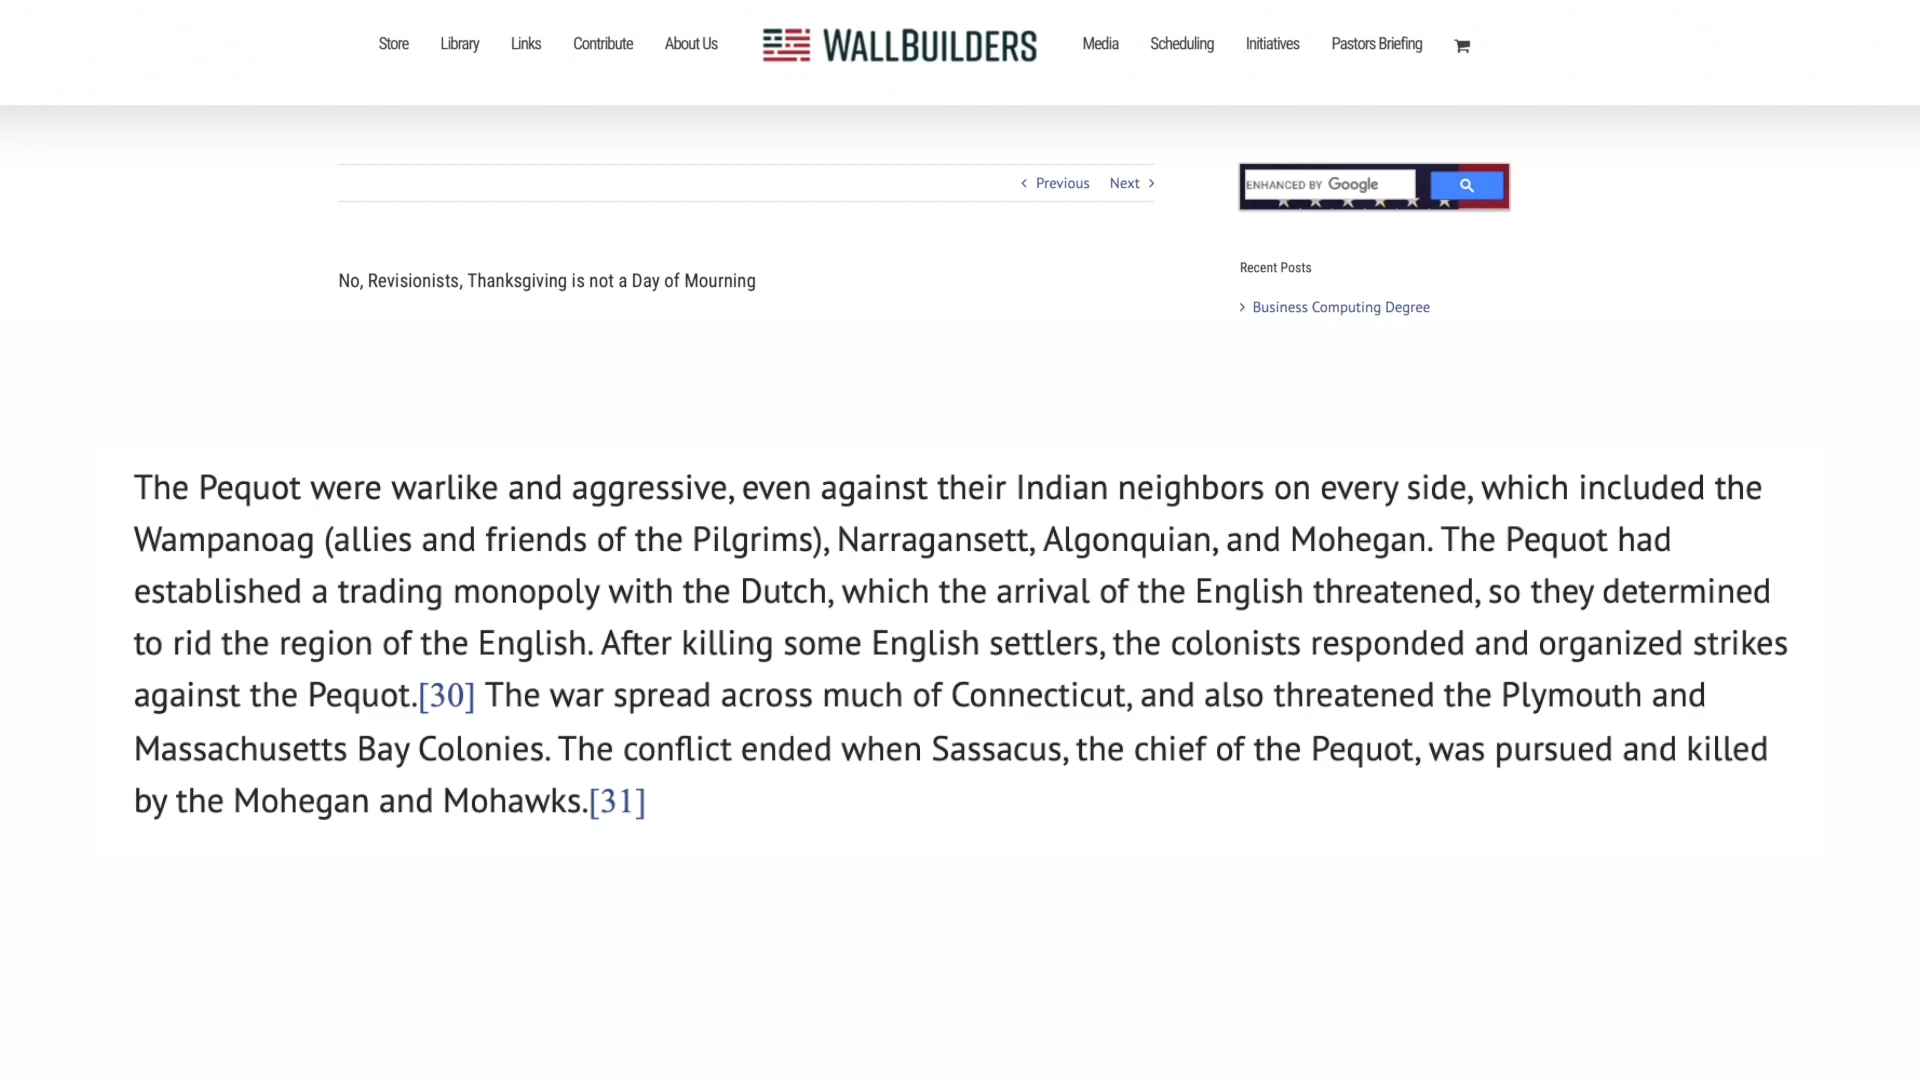 Store Library Links Contribute About Us WALLBUILDERS Media Scheduling Initiatives Pastors Briefing
Previous Next
ENHANCED BY Google
No, Revisionists, Thanksgiving is not a Day of Mourning
Recent Posts
Business Computing Degree
The Pequot were warlike and aggressive, even against their Indian neighbors on every side, which included the
Wampanoag (allies and friends of the Pilgrims), Narragansett, Algonquian, and Mohegan. The Pequot had
established a trading monopoly with the Dutch, which the arrival of the English threatened, so they determined
to rid the region of the English. After killing some English settlers, the colonists responded and organized strikes
against the Pequot.[30] The war spread across much of Connecticut, and also threatened the Plymouth and
Massachusetts Bay Colonies. The conflict ended when Sassacus, the chief of the Pequot, was pursued and killed
by the Mohegan and Mohawks.[31]